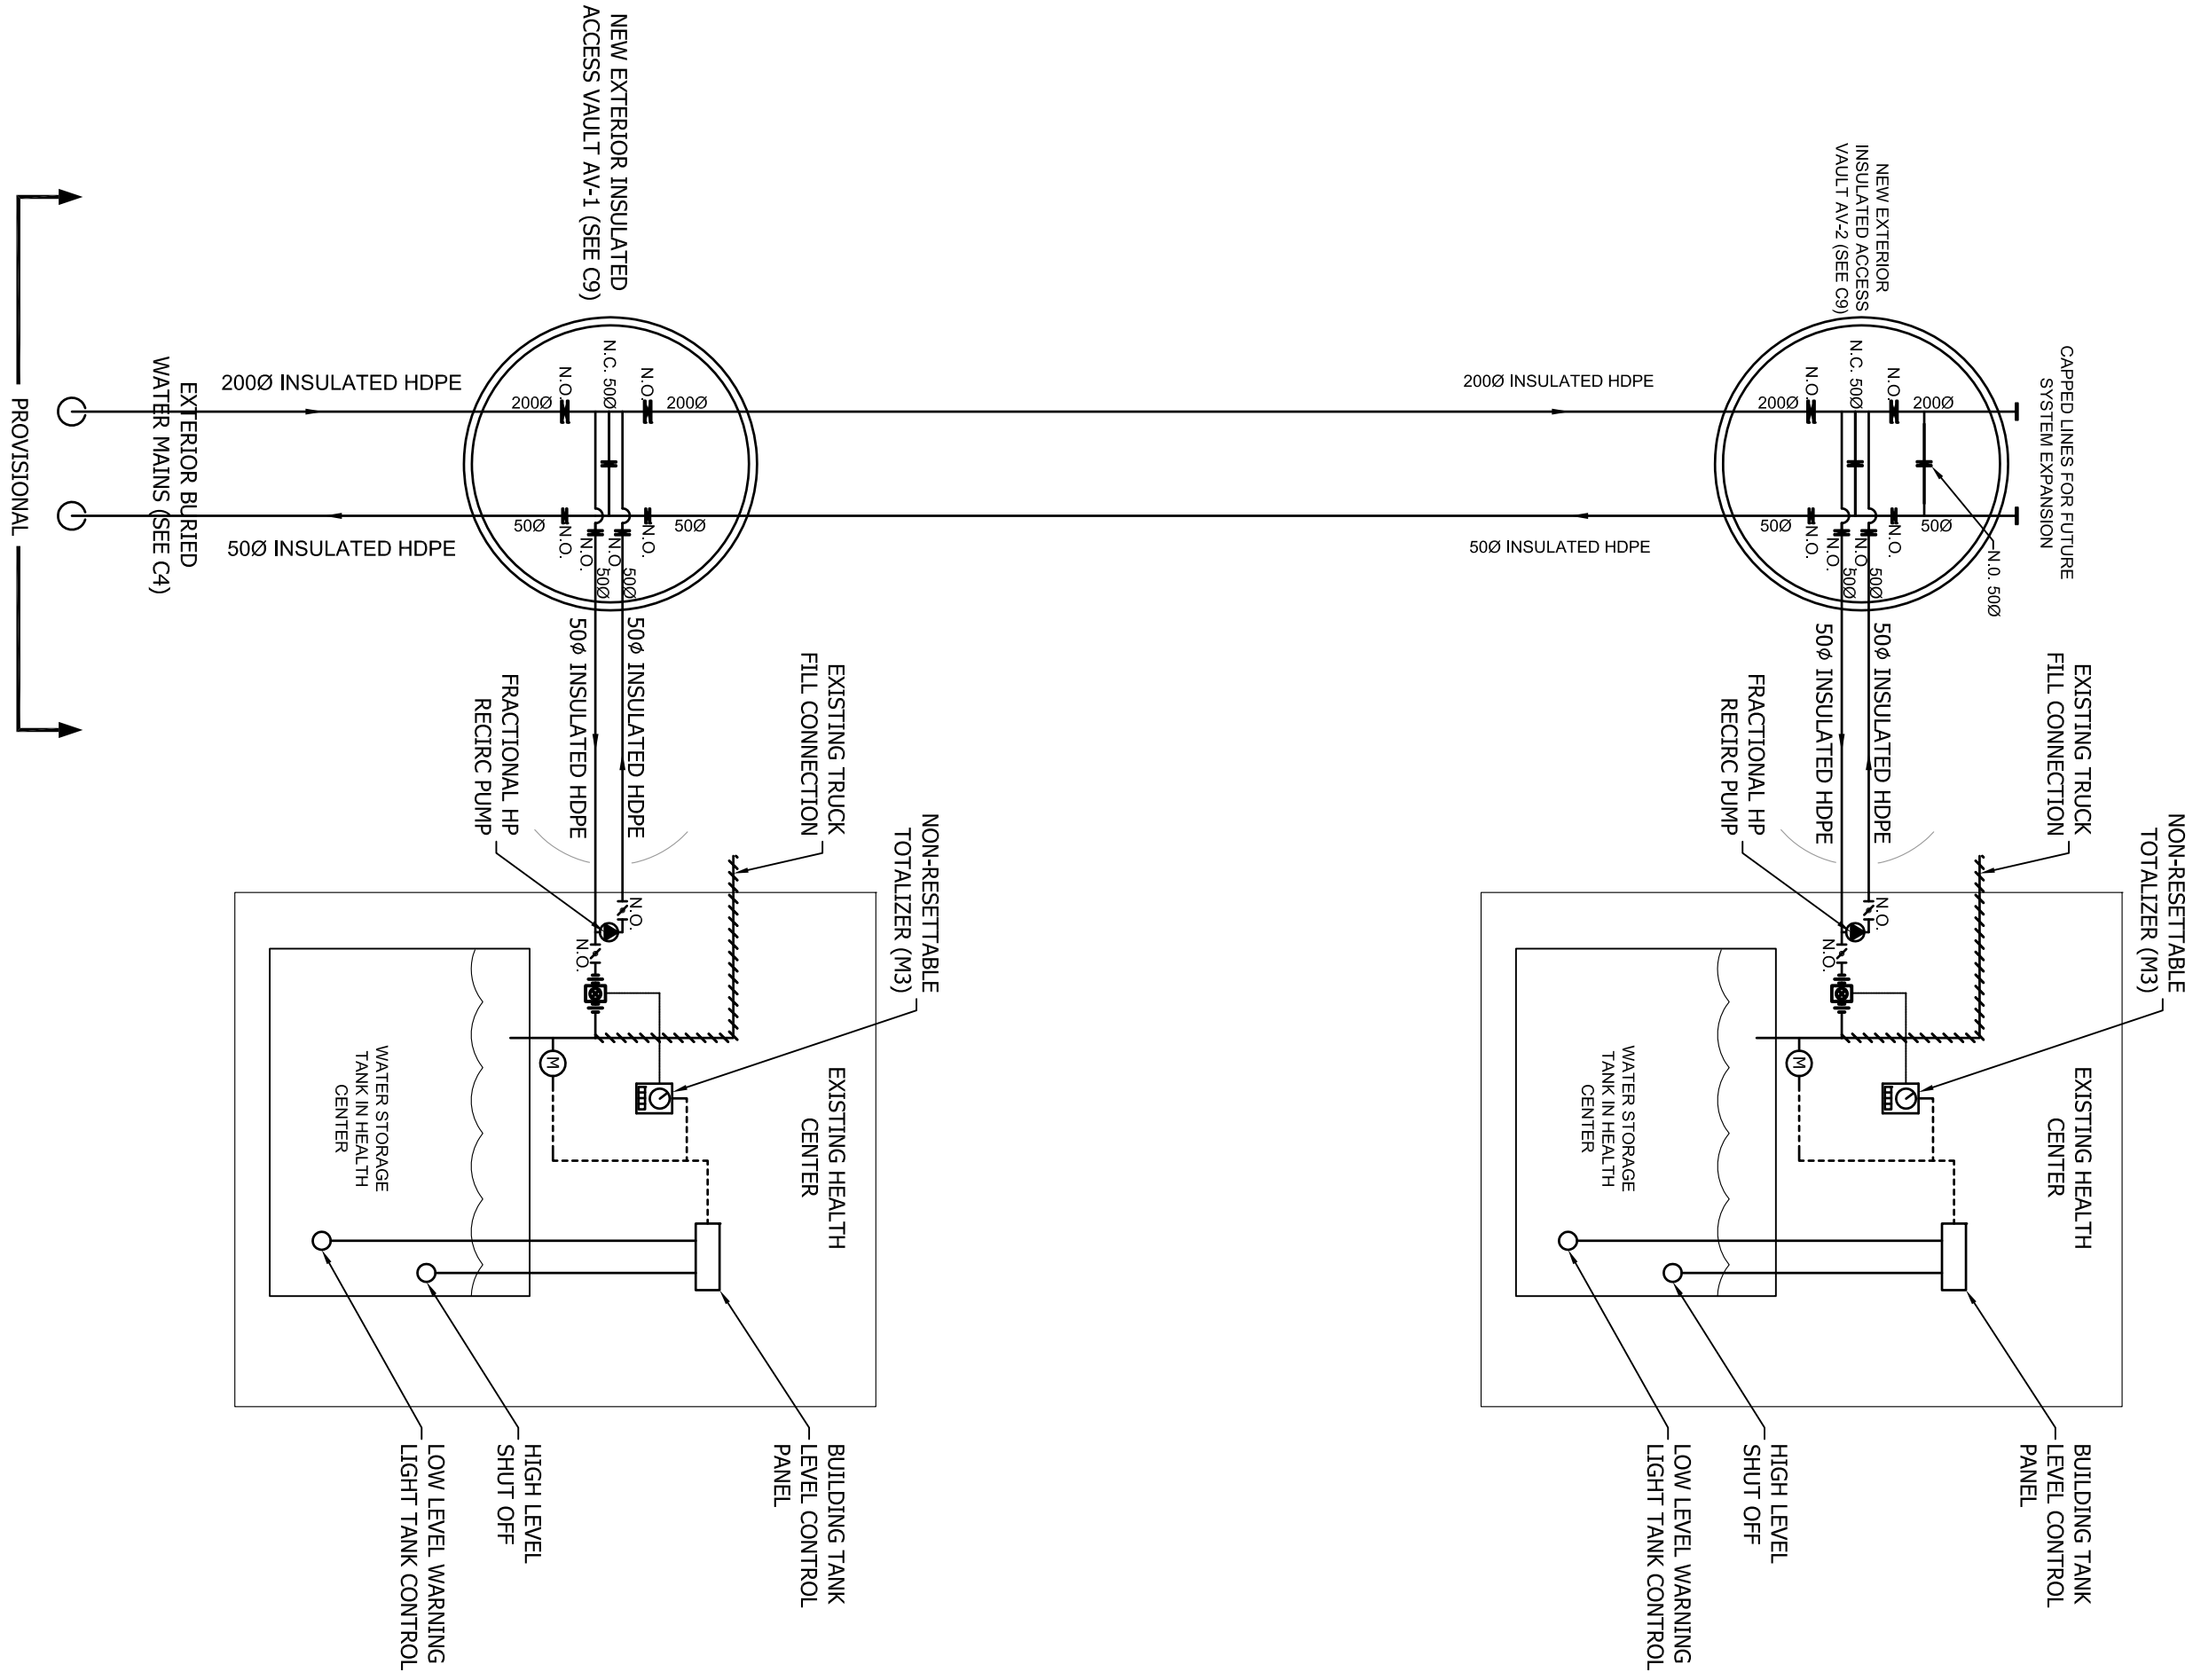 NEW EXTERIOR INSULATED
ACCESS VAULT AV-1 (SEE C9)
NEW EXTERIOR
INSULATED ACCESS
VAULT AV-2 (SEE C9)
CAPPED LINES FOR FUTURE
SYSTEM EXPANSION
PROVISIONAL
EXTERIOR BURIED
WATER MAINS (SEE C4)
200Ø INSULATED HDPE
50Ø INSULATED HDPE
N.O.
N.C. 50Ø
N.O.
200Ø
200Ø
50Ø
50Ø
N.O.
N.O.
N.O.
N.O.
50Ø
50Ø
200Ø INSULATED HDPE
50Ø INSULATED HDPE
N.O.
N.C. 50Ø
N.O.
200Ø
200Ø
50Ø
50Ø
N.O.
N.O.
N.O.
N.O.
50Ø
50Ø
N.0. 50Ø
50φ INSULATED HDPE
50φ INSULATED HDPE
FRACTIONAL HP
RECIRC PUMP
EXISTING TRUCK
FILL CONNECTION
NON-RESETTABLE
TOTALIZER (M3)
N.O.
N.O.
M
EXISTING HEALTH
CENTER
WATER STORAGE
TANK IN HEALTH
CENTER
BUILDING TANK
LEVEL CONTROL
PANEL
HIGH LEVEL
SHUT OFF
LOW LEVEL WARNING
LIGHT TANK CONTROL
50φ INSULATED HDPE
50φ INSULATED HDPE
FRACTIONAL HP
RECIRC PUMP
EXISTING TRUCK
FILL CONNECTION
NON-RESETTABLE
TOTALIZER (M3)
N.O.
N.O.
M
EXISTING HEALTH
CENTER
WATER STORAGE
TANK IN HEALTH
CENTER
BUILDING TANK
LEVEL CONTROL
PANEL
HIGH LEVEL
SHUT OFF
LOW LEVEL WARNING
LIGHT TANK CONTROL